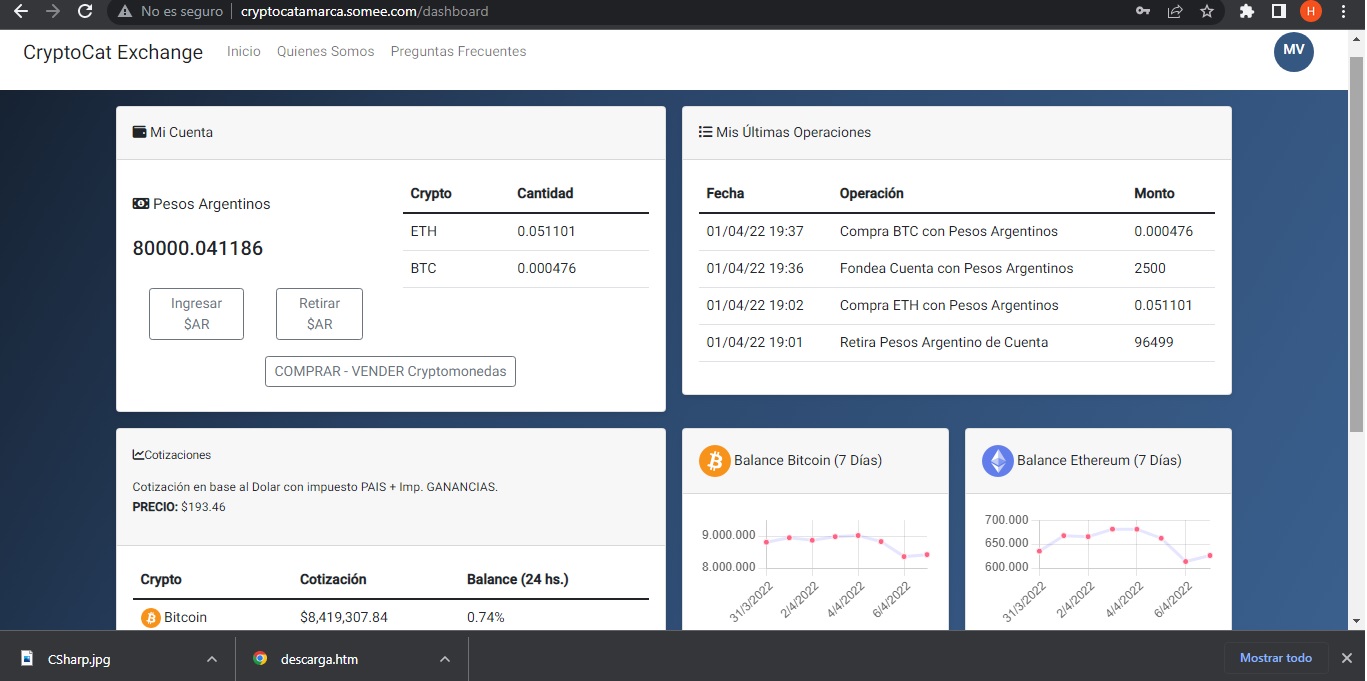 No es seguro cryptocatamarca.somee.com/dashboard
H
CryptoCat Exchange Inicio Quienes Somos Preguntas Frecuentes
MV
Mi Cuenta
Pesos Argentinos
80000.041186
Ingresar
$AR
Retirar
$AR
Crypto Cantidad
ETH 0.051101
BTC 0.000476
COMPRAR - VENDER Cryptomonedas
Mis Últimas Operaciones
Fecha Operación Monto
01/04/22 19:37 Compra BTC con Pesos Argentinos 0.000476
01/04/22 19:36 Fondea Cuenta con Pesos Argentinos 2500
01/04/22 19:02 Compra ETH con Pesos Argentinos 0.051101
01/04/22 19:01 Retira Pesos Argentino de Cuenta 96499
Cotizaciones
Cotización en base al Dolar con impuesto PAIS + Imp. GANANCIAS.
PRECIO: $193.46
Crypto Cotización Balance (24 hs.)
Bitcoin $8,419,307.84 0.74%
Balance Bitcoin (7 Días)
9.000.000
8.000.000
31/3/2022 2/4/2022 4/4/2022 6/4/2022
Balance Ethereum (7 Días)
700.000
650.000
600.000
31/3/2022 2/4/2022 4/4/2022 6/4/2022
CSharp.jpg
descarga.htm
Mostrar todo